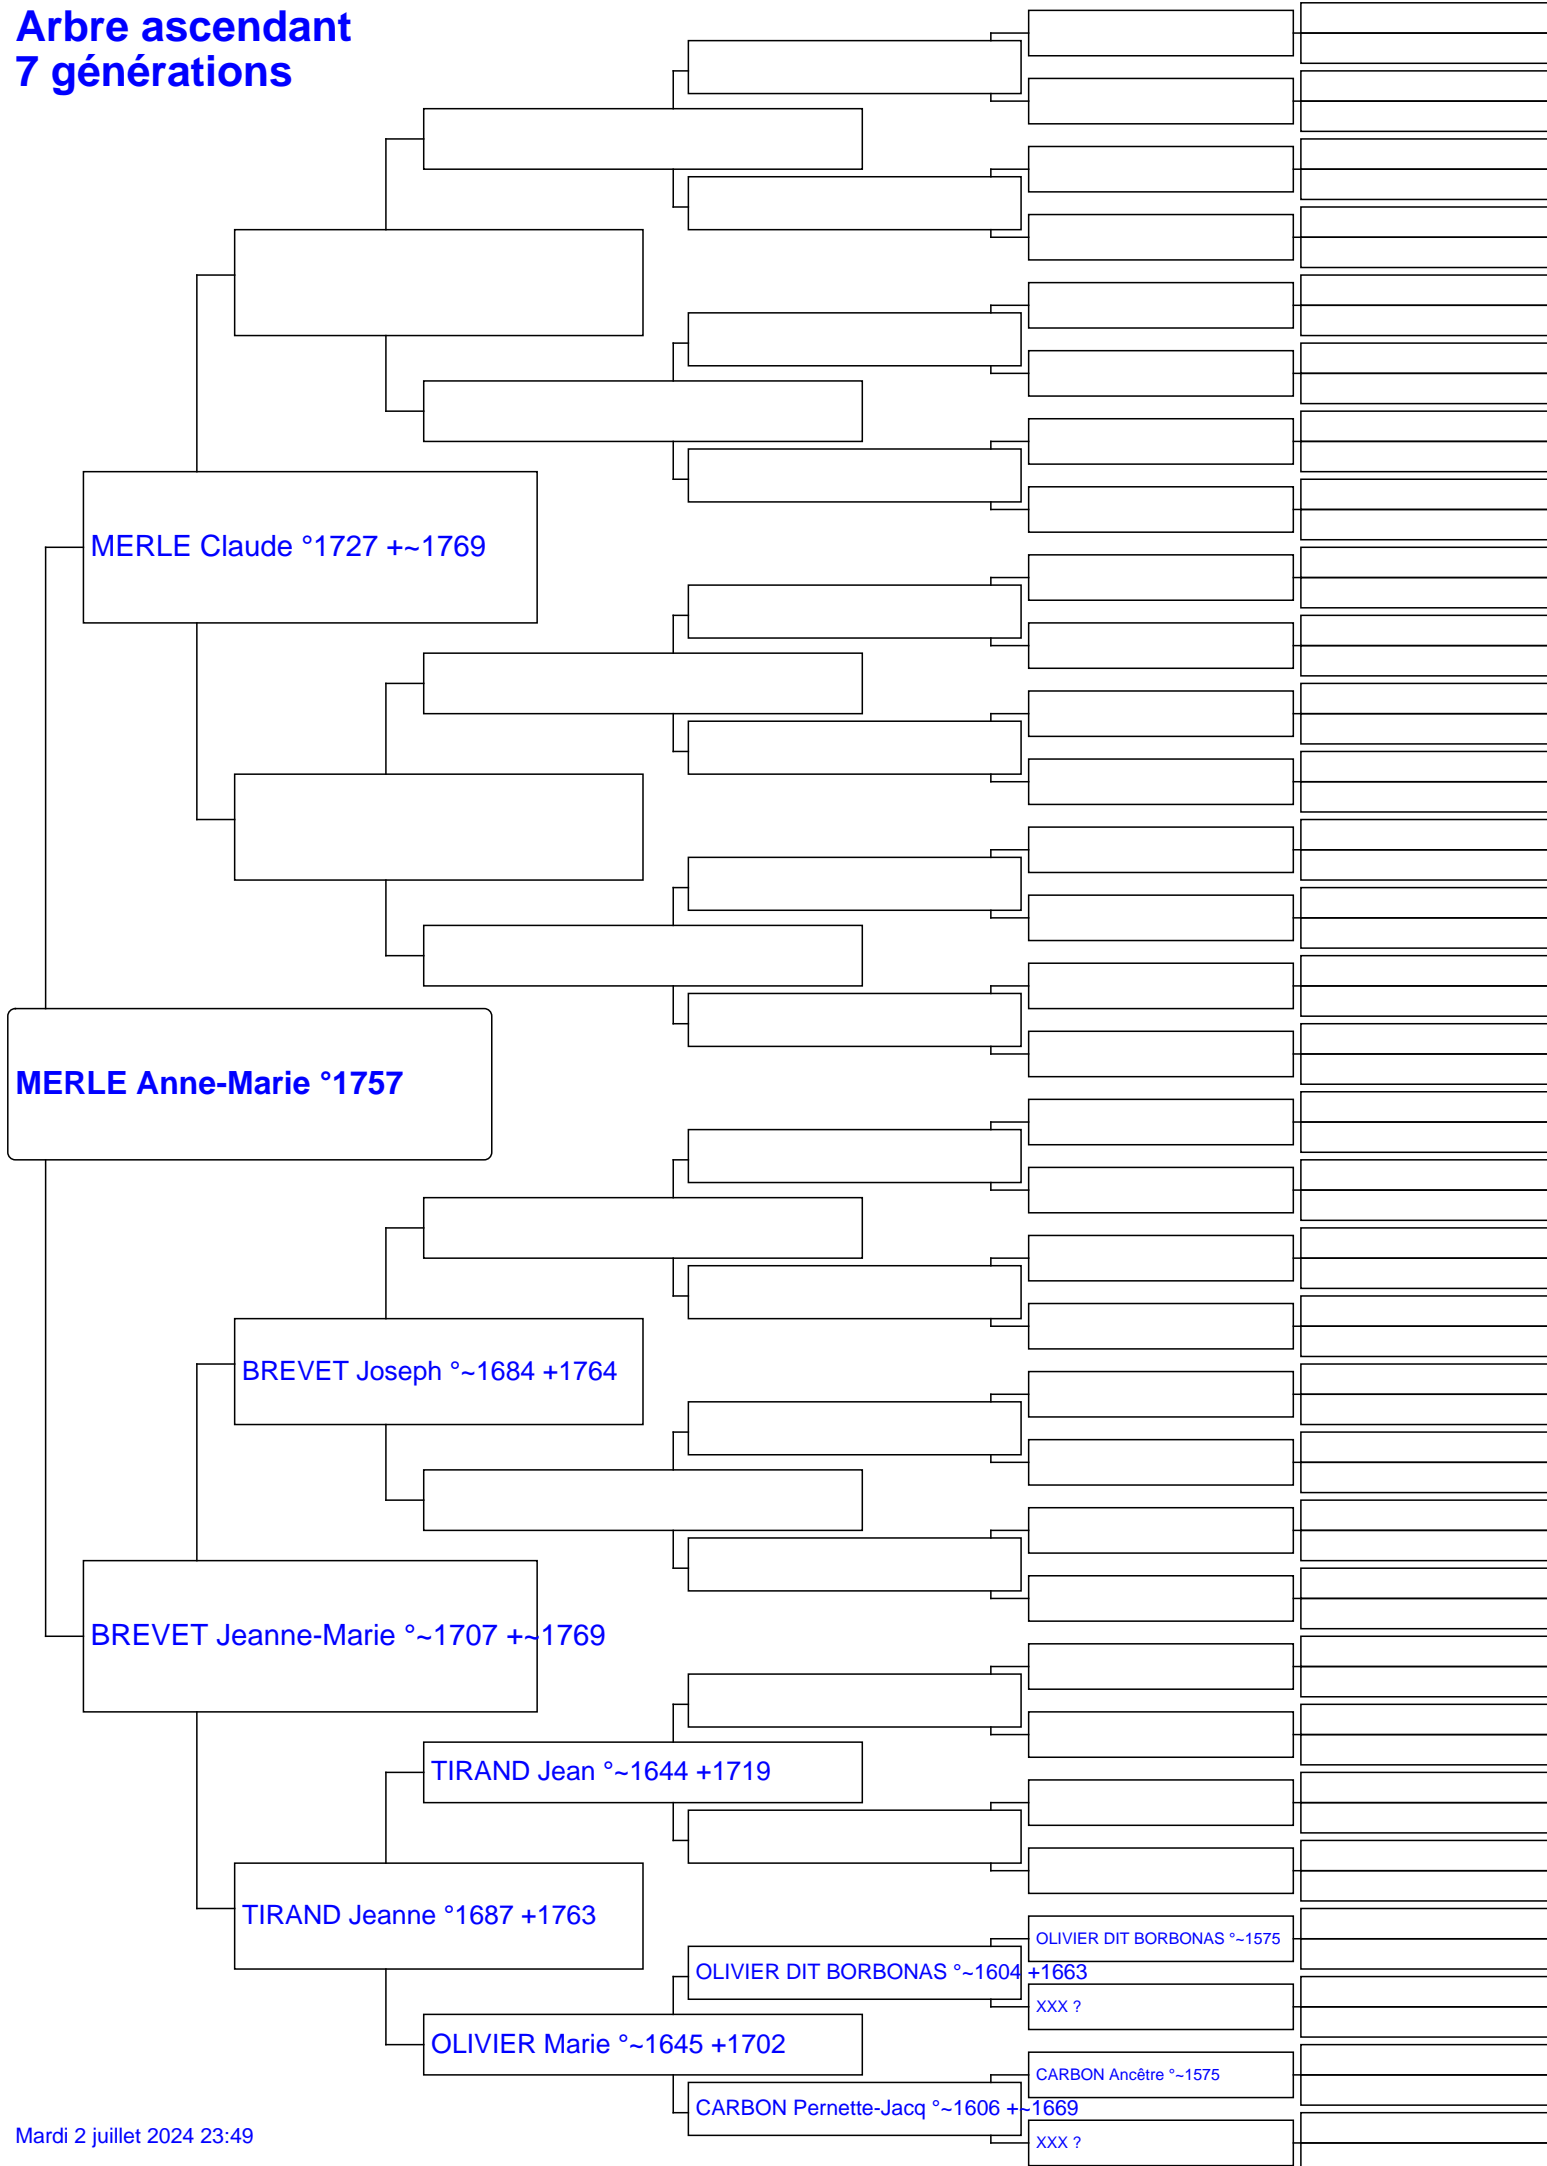 Arbre ascendant
7 générations
MERLE Claude °1727 +~1769
MERLE Anne-Marie °1757
BREVET Joseph °~1684 +1764
BREVET Jeanne-Marie °~1707 +~1769
TIRAND Jean °~1644 +1719
TIRAND Jeanne °1687 +1763
OLIVIER DIT BORBONAS °~1575
OLIVIER DIT BORBONAS °~1604 +1663
XXX ?
OLIVIER Marie °~1645 +1702
CARBON Ancêtre °~1575
CARBON Pernette-Jacq °~1606 +~1669
XXX ?
Mardi 2 juillet 2024 23:49